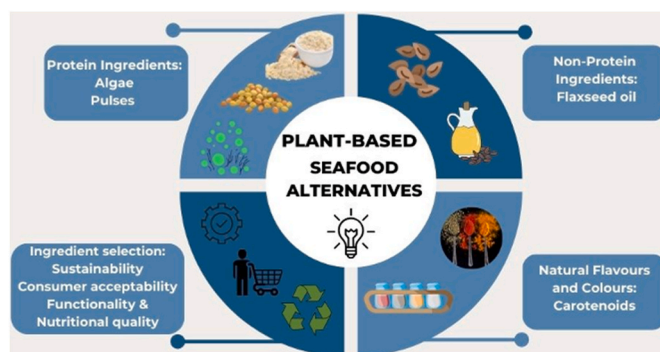 Protein Ingredients:
Algae
Pulses
Non-Protein
Ingredients:
Flaxseed oil
PLANT-BASED
SEAFOOD
ALTERNATIVES
Ingredient selection:
Sustainability
Consumer acceptability
Functionality &
Nutritional quality
Natural Flavours
and Colours:
Carotenoids